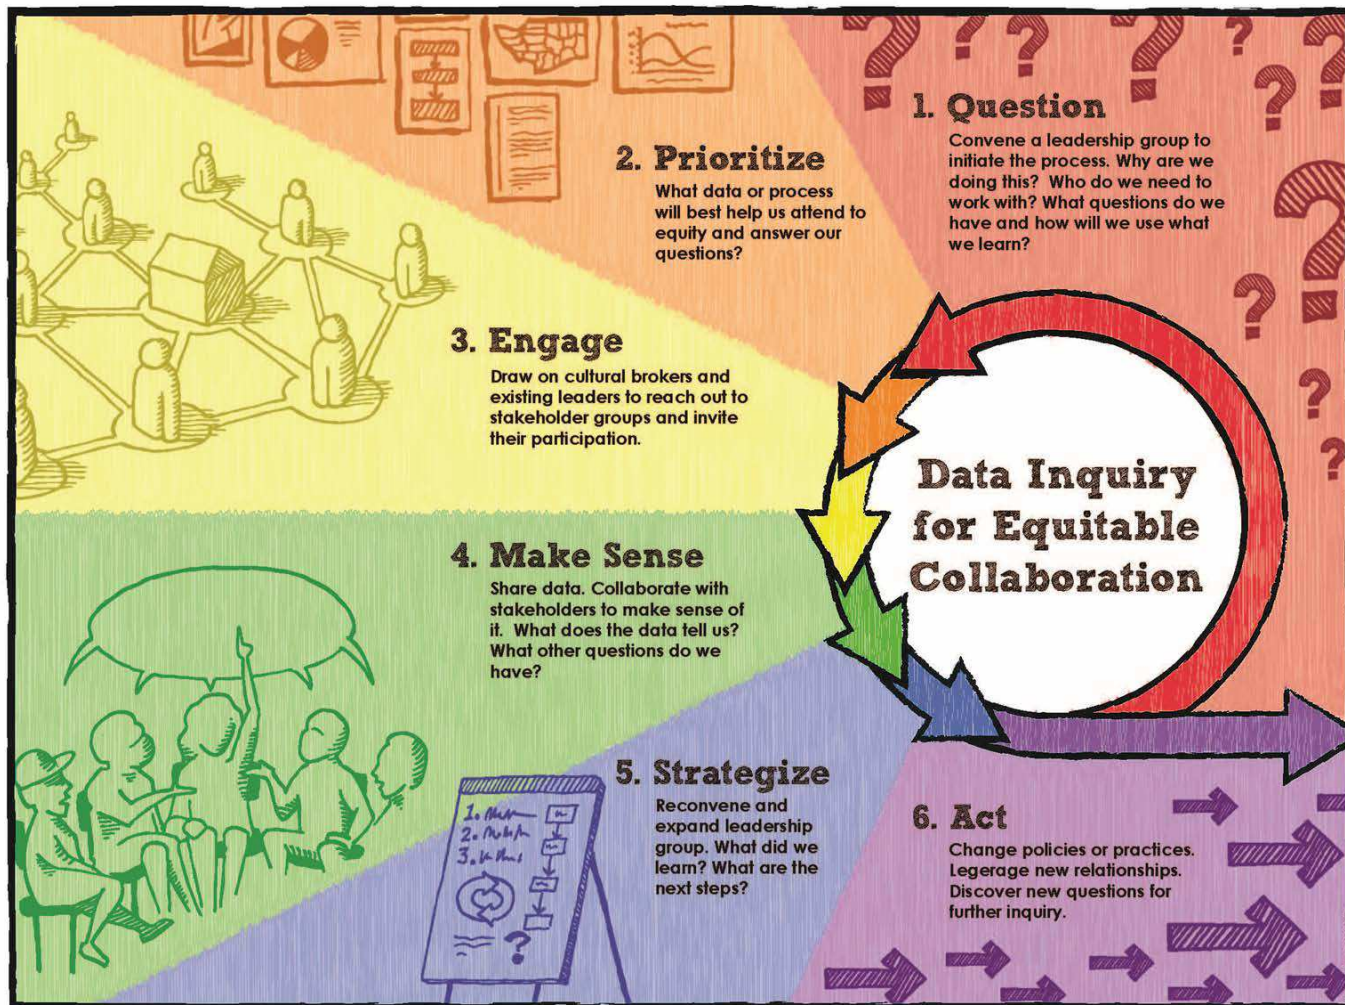 1. Question
Convene a leadership group to
initiate the process. Why are we
doing this?  Who do we need to
work with? What questions do we
have and how will we use what
we learn?
2. Prioritize
What data or process
will best help us attend to
equity and answer our
questions?
3. Engage
Draw on cultural brokers and
existing leaders to reach out to
stakeholder groups and invite
their participation.
Data Inquiry
for Equitable
Collaboration
4. Make Sense
Share data. Collaborate with
stakeholders to make sense of
it.  What does the data tell us?
What other questions do we
have?
5. Strategize
Reconvene and
expand leadership
group. What did we
learn? What are the
next steps?
1.
2.
3.
?
6. Act
Change policies or practices.
Legerage new relationships.
Discover new questions for
further inquiry.